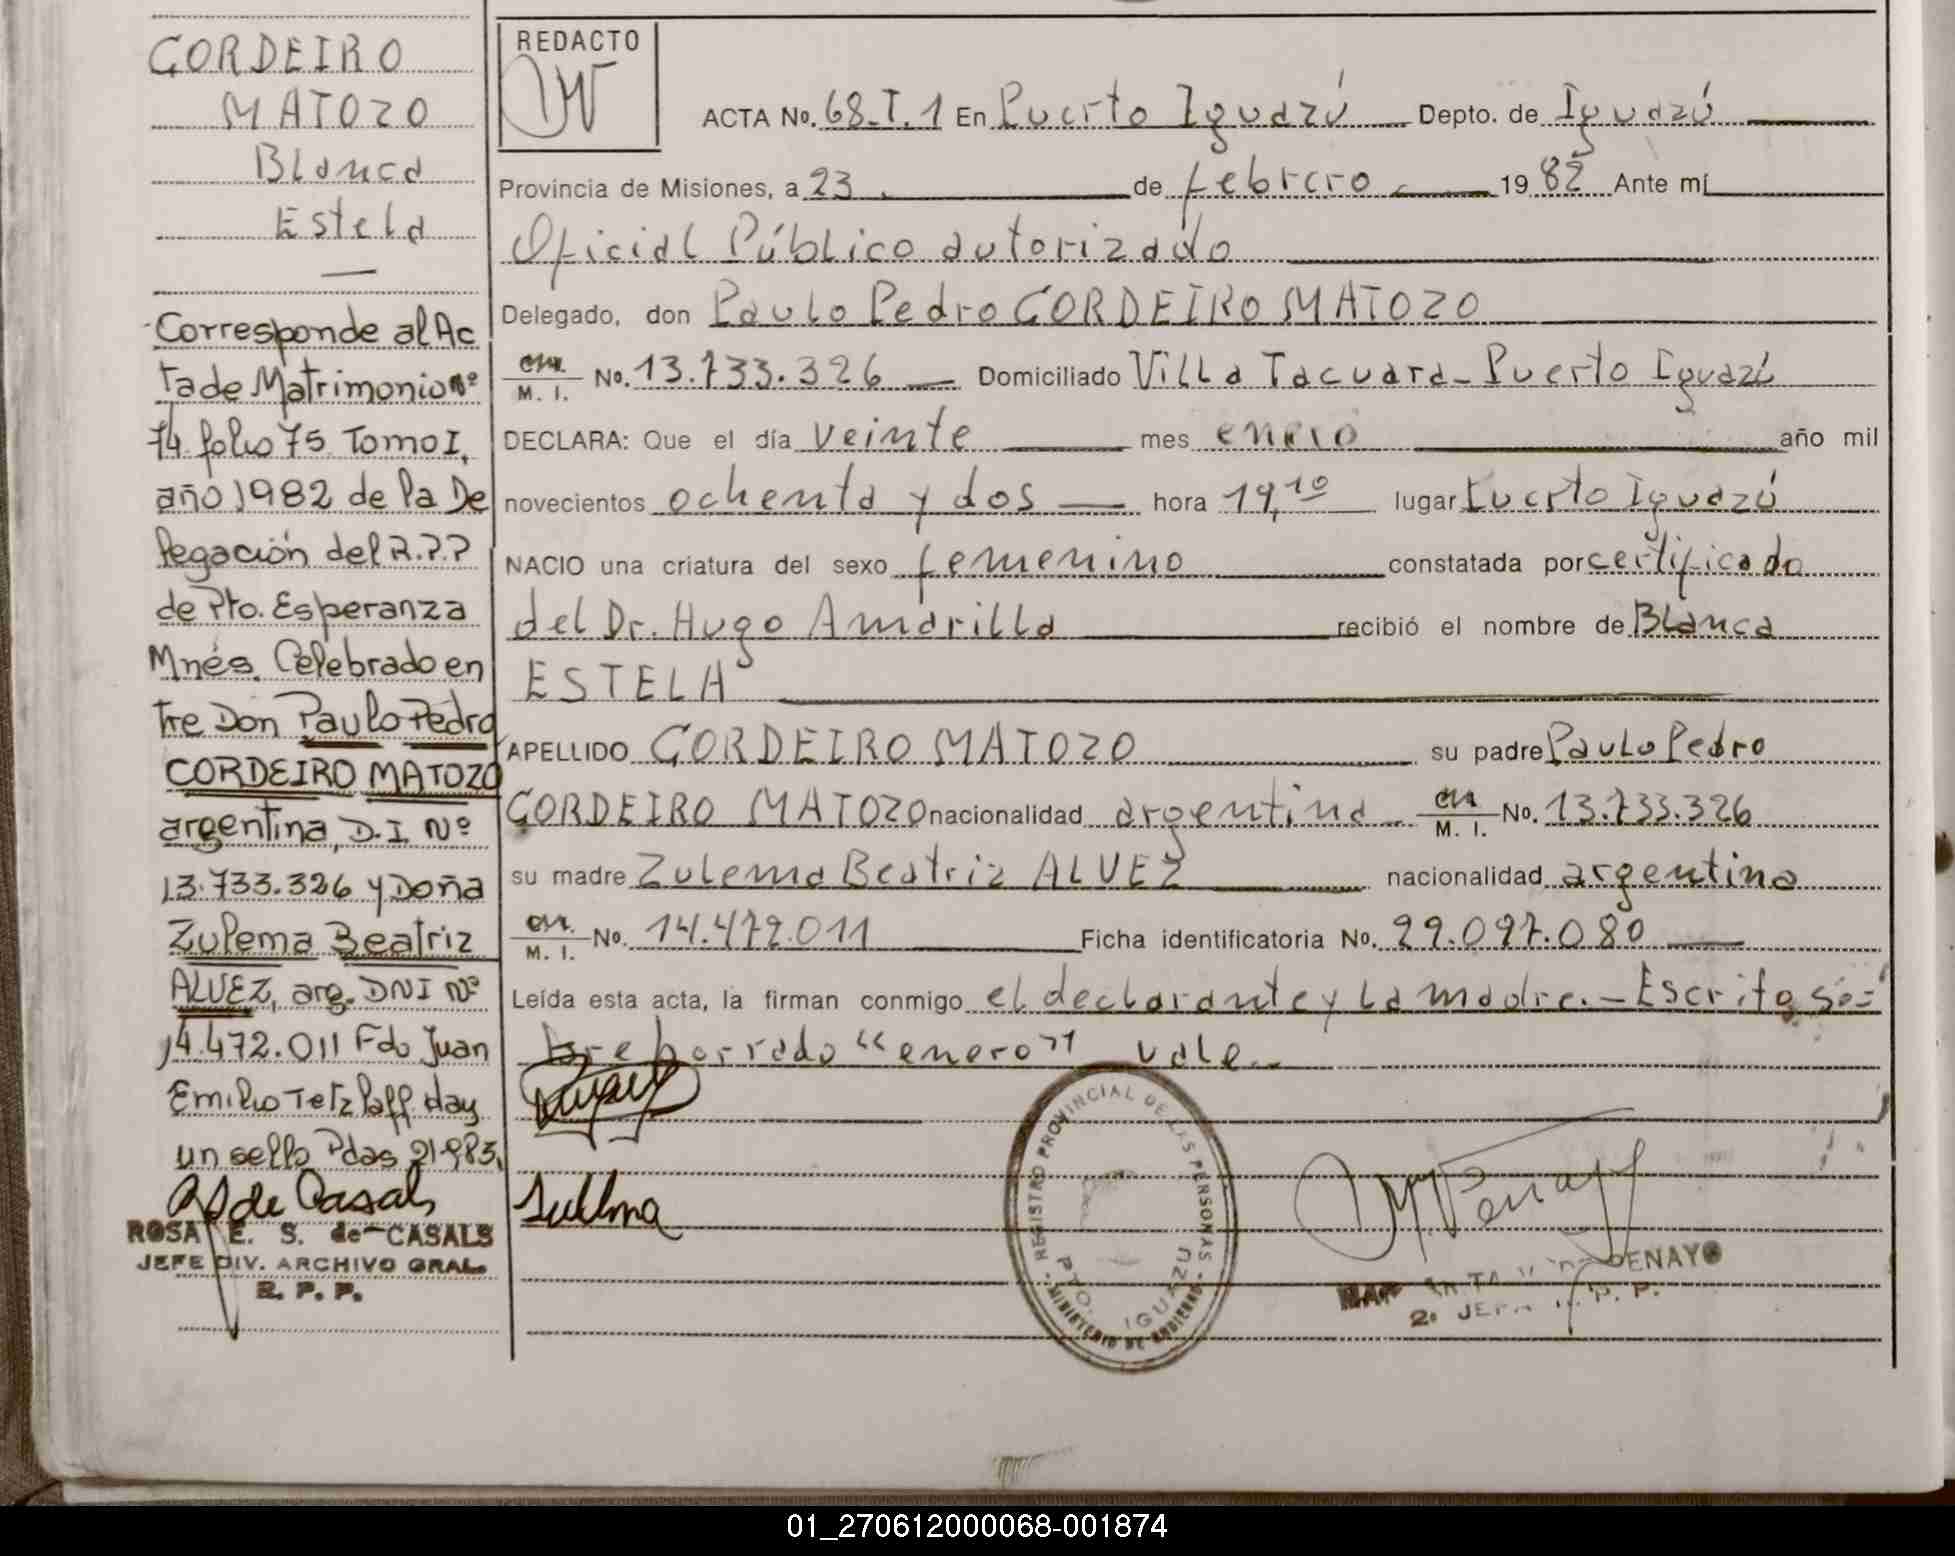 CORDEIRO
MATOZO
Blanca
Estela
Corresponde al Ac
ta de Matrimonio Nº
74 folio 75 Tomo I,
año 1982 de la De
legación del R.P.P
de Pto. Esperanza
Mnes. Celebrado en
tre Don Paulo Pedro
CORDEIRO MATOZO
argentina, D.I. Nº
13.733.326 y Doña
Zulema Beatriz
ALVEZ, arg. DNI Nº
14.472.011 Fdo Juan
Emilio Tetzlaff. Hay
un sello Pdas
ROSA E. S. de CASALS
JEFE DIV. ARCHIVO GRAL.
R. P. P.
REDACTO
ACTA No. 68.T.1 En Puerto Iguazú Depto. de Iguazú
Provincia de Misiones, a 23 de febrero 1982 Ante mí
Oficial Público autorizado
Delegado, don Paulo Pedro CORDEIRO MATOZO
M. I. No. 13.733.326 Domiciliado Villa Tacuara - Puerto Iguazú
DECLARA: Que el día veinte mes enero año mil
novecientos ochenta y dos hora 19,10 lugar Puerto Iguazú
NACIO una criatura del sexo femenino constatada por certificado
del Dr. Hugo Amarilla recibió el nombre de Blanca
ESTELA
APELLIDO CORDEIRO MATOZO su padre Paulo Pedro
CORDEIRO MATOZO nacionalidad argentina M. I. No. 13.733.326
su madre Zulema Beatriz ALVEZ nacionalidad argentina
M. I. No. 14.472.011 Ficha identificatoria No. 29.097.080
Leída esta acta, la firman conmigo el declarante y la madre.- Escrito so=
bre borrado "enero" vale.-
REGISTRO PROVINCIAL DE LAS PERSONAS
PTO. IGUAZU
MINISTERIO DE GOBIERNO
PENAYO
01_270612000068-001874